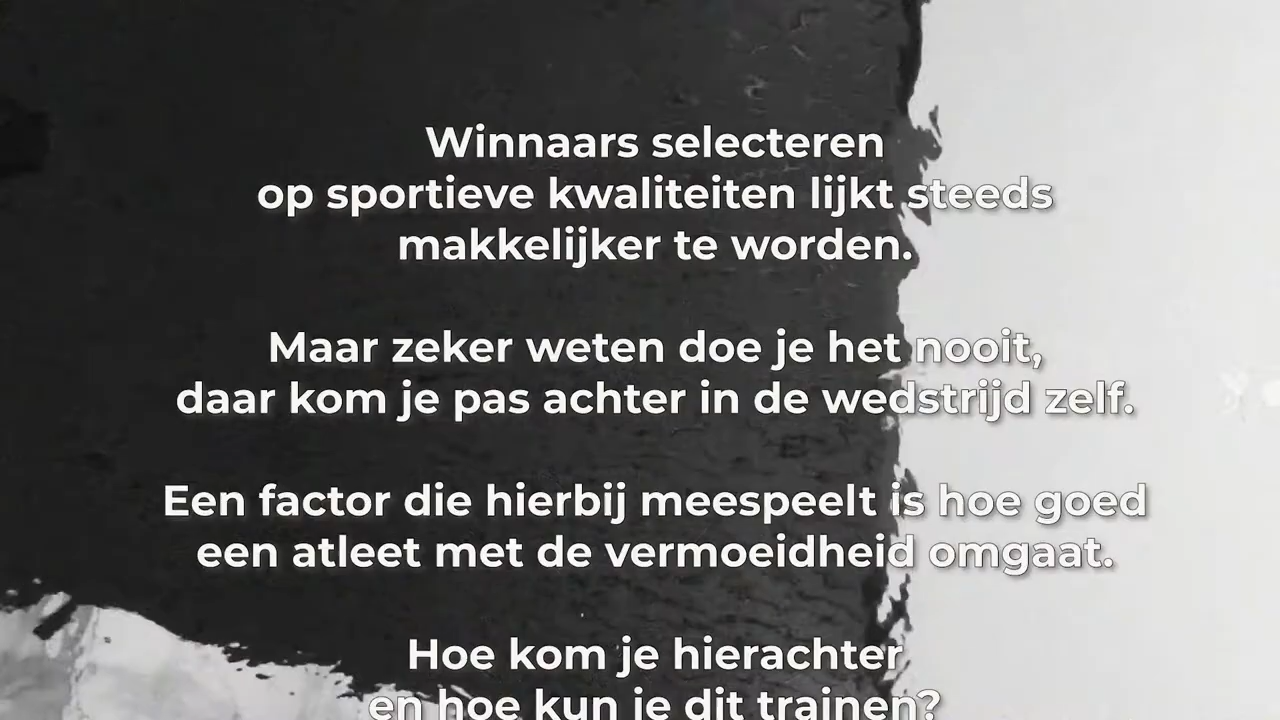 Winnaars selecteren
op sportieve kwaliteiten lijkt steeds
makkelijker te worden.
Maar zeker weten doe je het nooit,
daar kom je pas achter in de wedstrijd zelf.
Een factor die hierbij meespeelt is hoe goed
een atleet met de vermoeidheid omgaat.
Hoe kom je hierachter
en hoe kun je dit trainen?